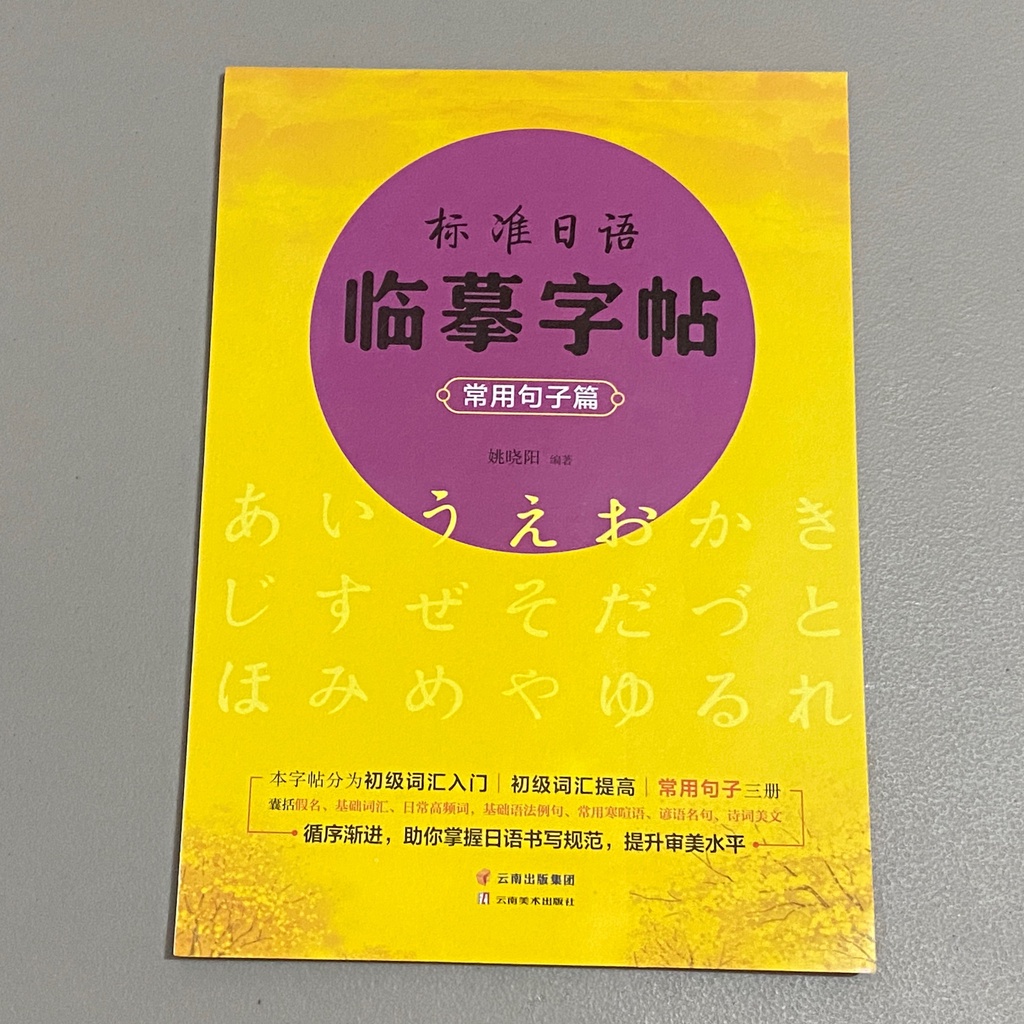 标准日语
临摹字帖
常用句子篇
姚晓阳 编著
あいうえおかき
じすぜそだづと
ほみめやゆるれ
本字帖分为初级词汇入门|初级词汇提高|常用句子三册
囊括假名、基础词汇、日常高频词，基础语法例句、常用寒暄语、谚语名句、诗词美文
循序渐进，助你掌握日语书写规范，提升审美水平
云南出版集团
云南美术出版社